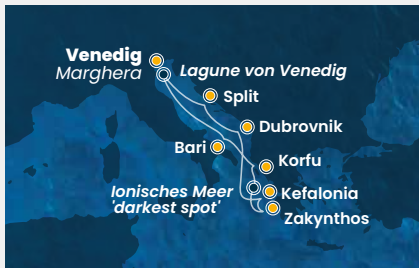 Venedig
Marghera
Lagune von Venedig
Split
Dubrovnik
Bari
Korfu
Ionisches Meer
'darkest spot'
Kefalonia
Zakynthos